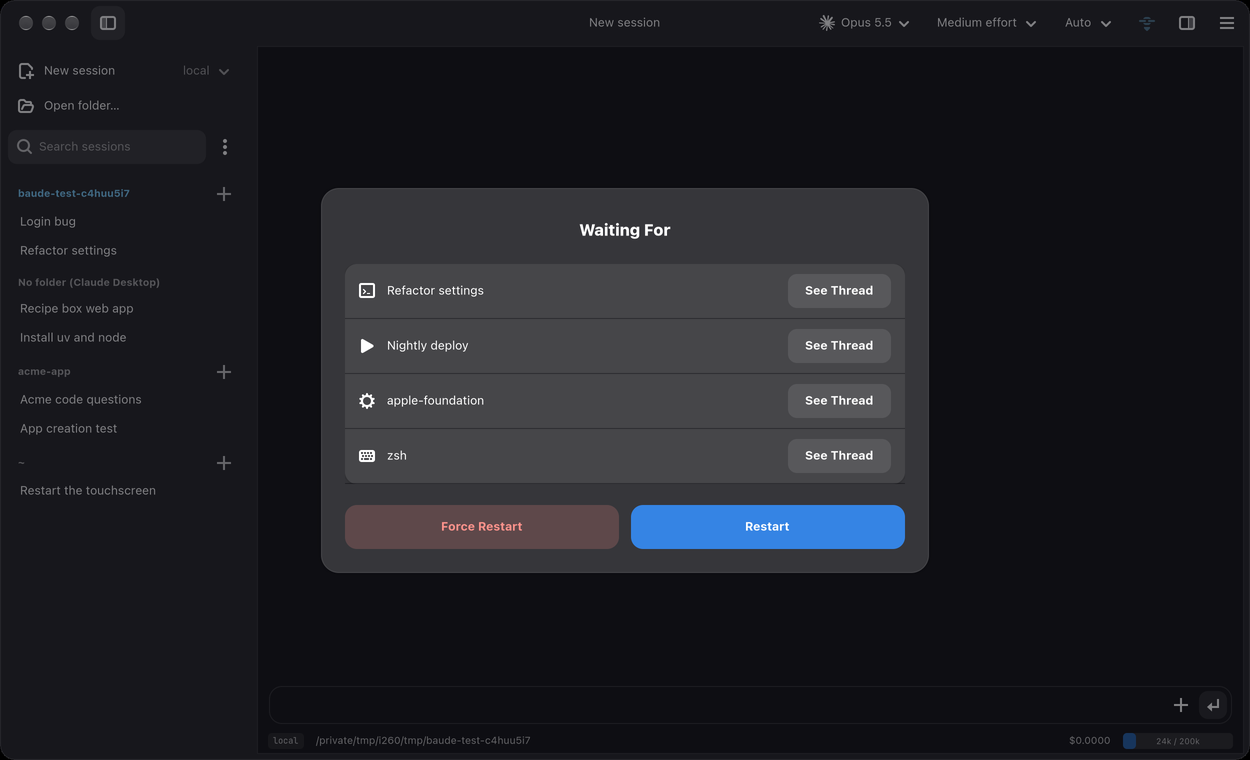 New session
Opus 5.5
Medium effort
Auto
New session
local
Open folder...
Search sessions
baude-test-c4huu5i7
Login bug
Refactor settings
No folder (Claude Desktop)
Recipe box web app
Install uv and node
acme-app
Acme code questions
App creation test
~
Restart the touchscreen
Waiting For
Refactor settings
See Thread
Nightly deploy
See Thread
apple-foundation
See Thread
zsh
See Thread
Force Restart
Restart
local
/private/tmp/i260/tmp/baude-test-c4huu5i7
$0.0000
24k / 200k